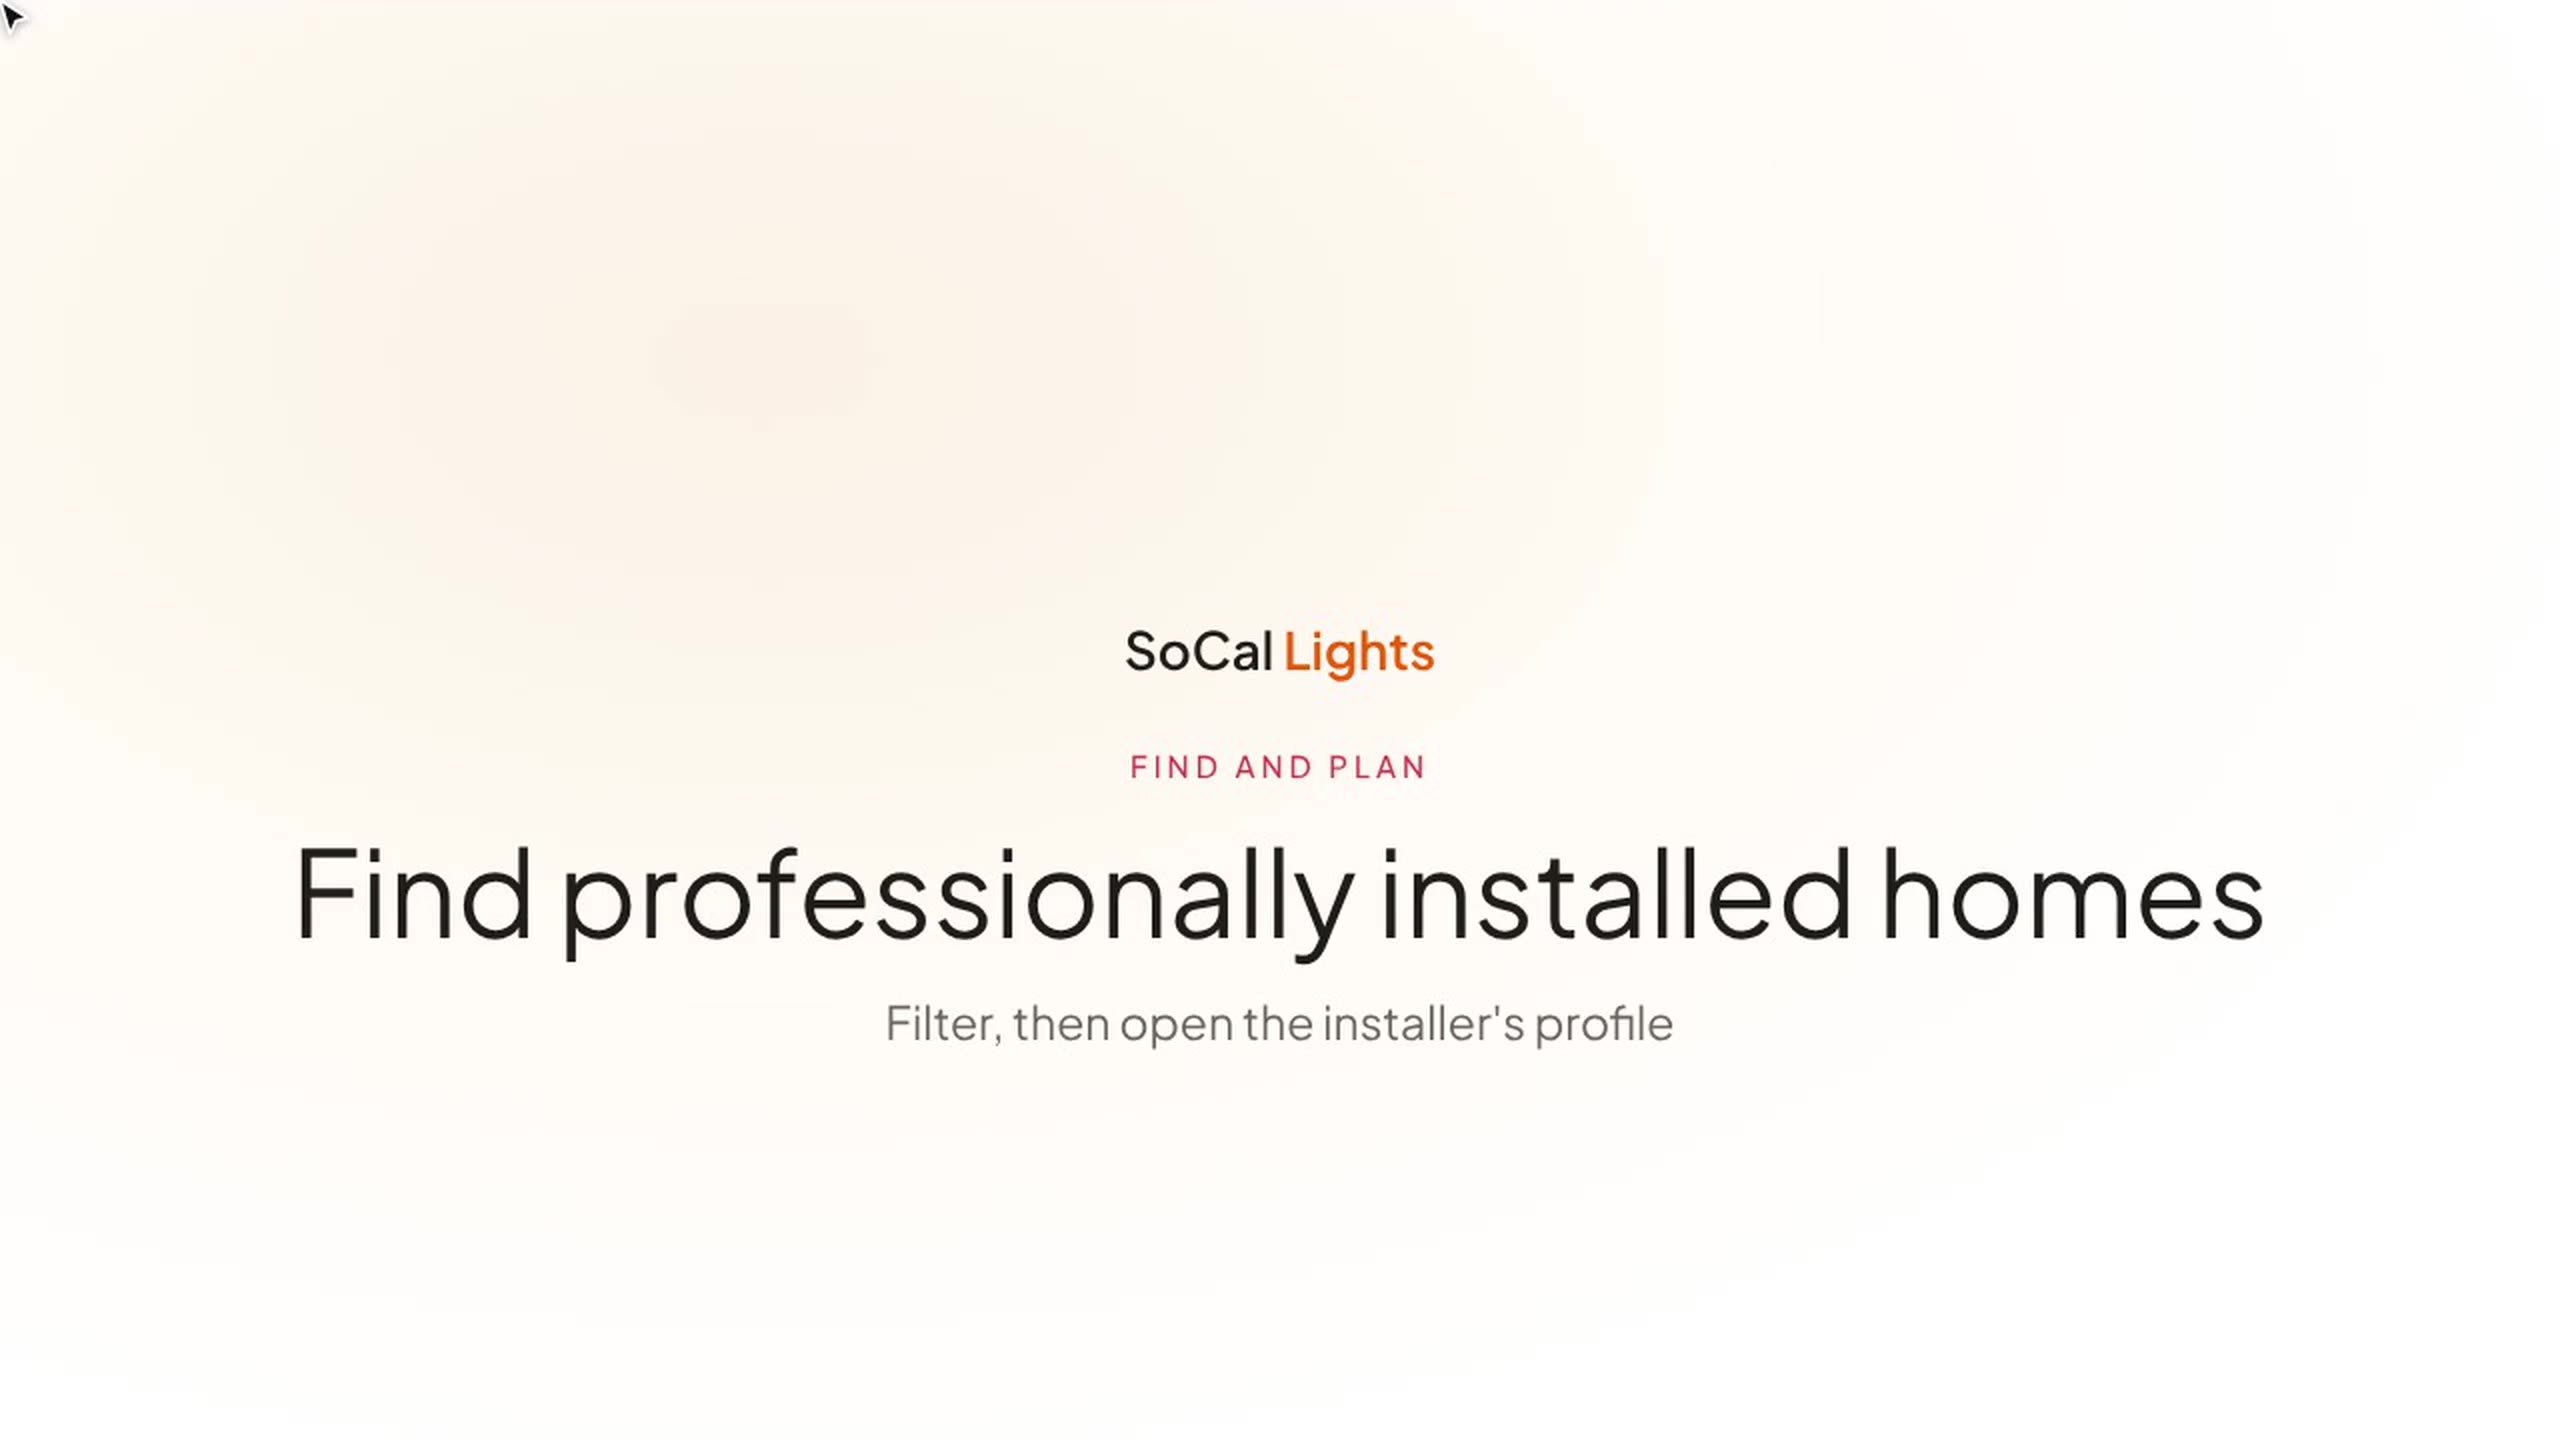 SoCal Lights
FIND AND PLAN
Find professionally installed homes
Filter, then open the installer's profile